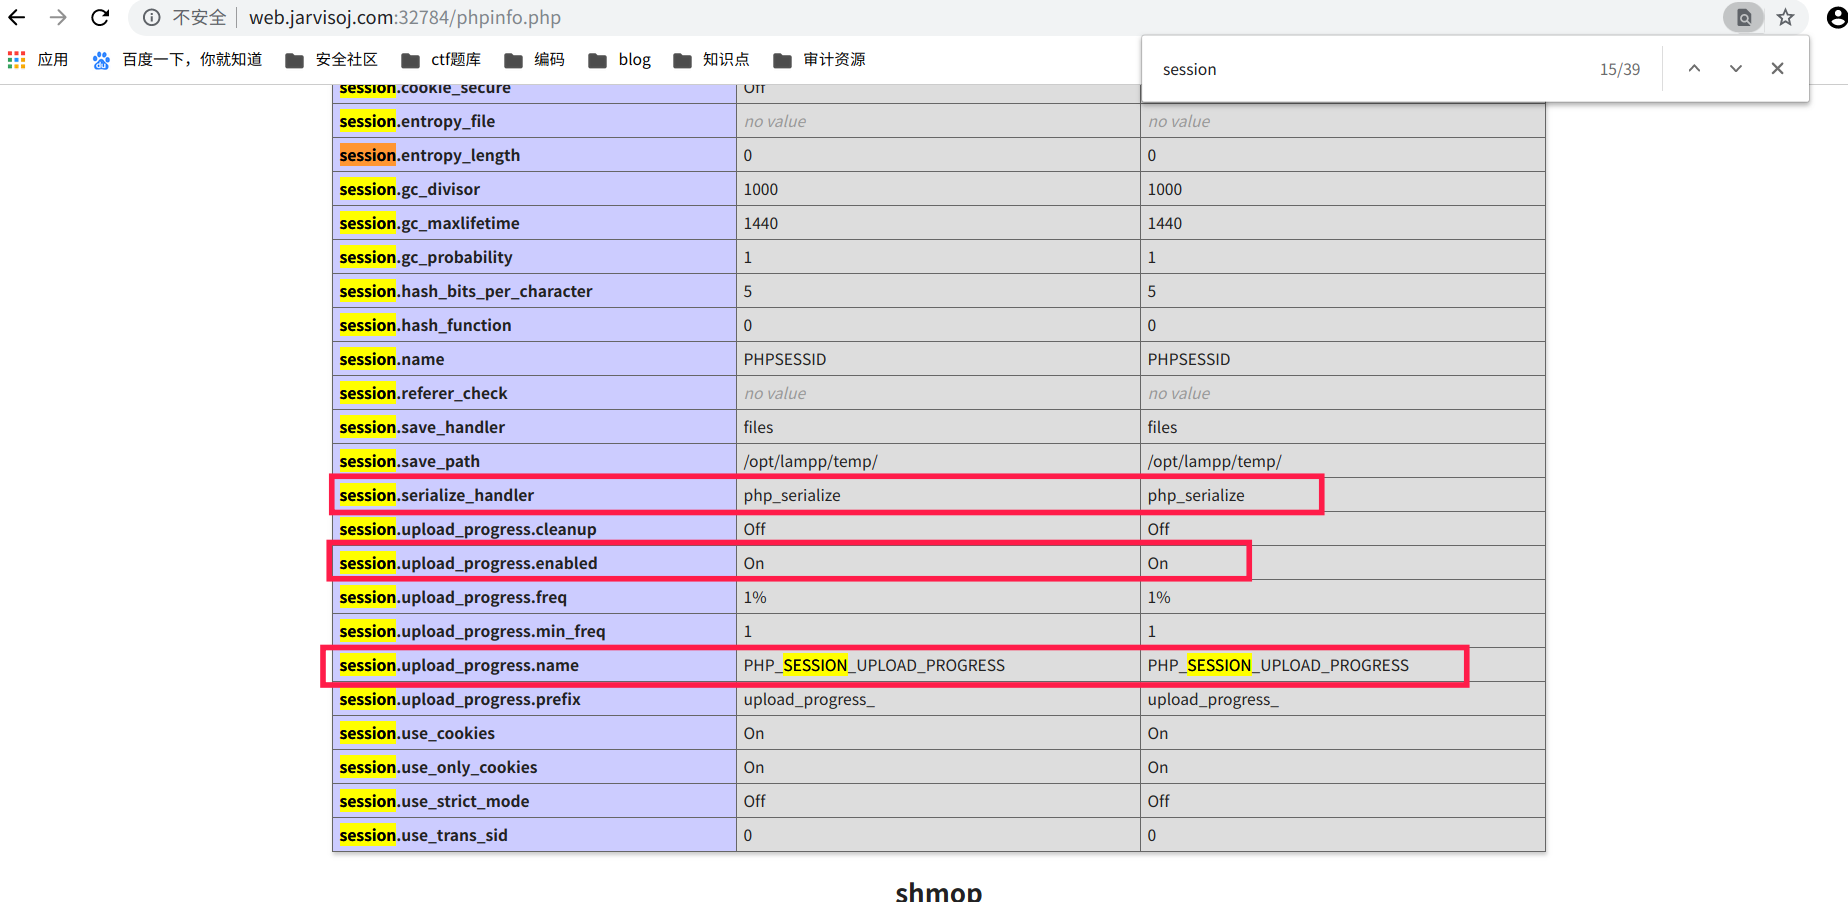 不安全 web.jarvisoj.com:32784/phpinfo.php
应用 百度一下，你就知道 安全社区 ctf题库 编码 blog 知识点 审计资源
session 15/39
session.cookie_secure Off
session.entropy_file no value no value
session.entropy_length 0 0
session.gc_divisor 1000 1000
session.gc_maxlifetime 1440 1440
session.gc_probability 1 1
session.hash_bits_per_character 5 5
session.hash_function 0 0
session.name PHPSESSID PHPSESSID
session.referer_check no value no value
session.save_handler files files
session.save_path /opt/lampp/temp/ /opt/lampp/temp/
session.serialize_handler php_serialize php_serialize
session.upload_progress.cleanup Off Off
session.upload_progress.enabled On On
session.upload_progress.freq 1% 1%
session.upload_progress.min_freq 1 1
session.upload_progress.name PHP_SESSION_UPLOAD_PROGRESS PHP_SESSION_UPLOAD_PROGRESS
session.upload_progress.prefix upload_progress_ upload_progress_
session.use_cookies On On
session.use_only_cookies On On
session.use_strict_mode Off Off
session.use_trans_sid 0 0
shmop